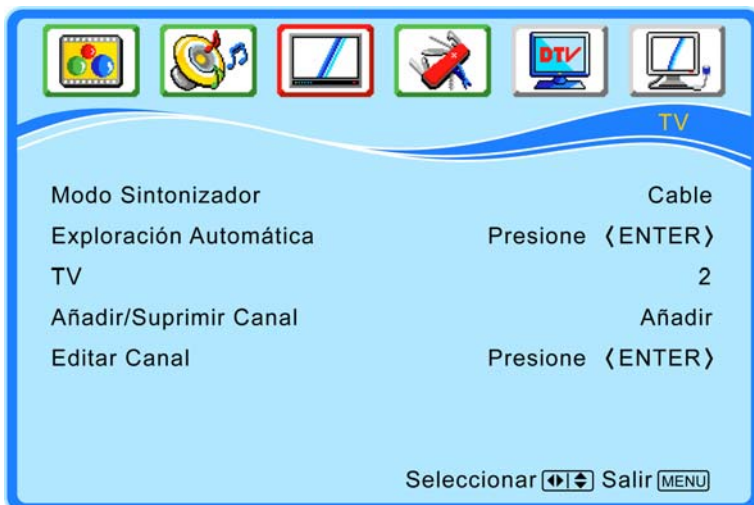 DTV
TV
Modo Sintonizador Cable
Exploración Automática Presione 〈ENTER〉
TV 2
Añadir/Suprimir Canal Añadir
Editar Canal Presione 〈ENTER〉
Seleccionar Salir MENU